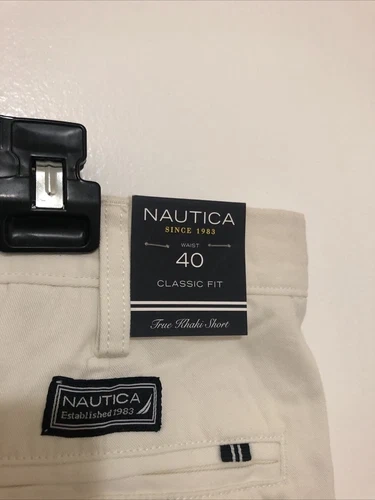 NAUTICA
SINCE 1983
WAIST
40
CLASSIC FIT
True Khaki Short
NAUTICA
Established 1983